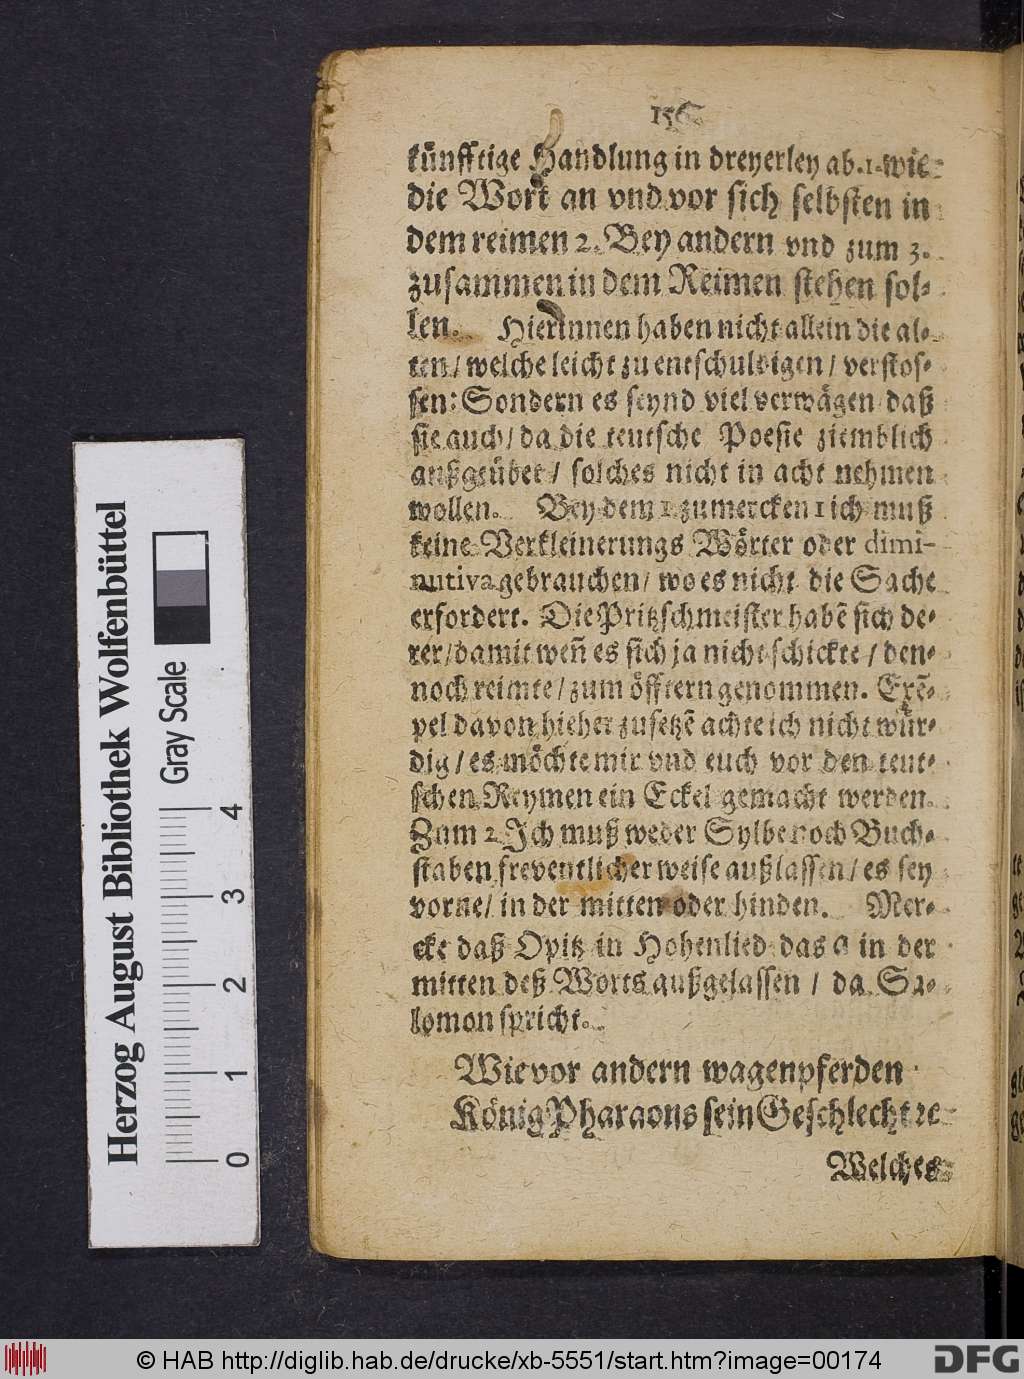 156
künfftige Handlung in dreyerley ab. 1. wie
die Wort an vnd vor sich selbsten in
dem reimen 2. Bey andern vnd zum 3.
zusammen in dem Reimen stehen sol-
len. Hierinnen haben nicht allein die al-
ten/ welche leicht zu entschuldigen/ verstos-
sen: Sondern es seynd viel verwägen daß
sie auch/ da die teutsche Poesie ziemblich
außgeübet/ solches nicht in acht nehmen
wollen. Bey dem 1 zumercken 1 ich muß
keine Verkleinerungs Wörter oder dimi-
nutiva gebrauchen/ wo es nicht die Sache
erfordert. Die Pritzschmeister habẽ sich de-
rer/ damit weñ es sich ja nicht schickte/ den-
noch reimte/ zum öfftern genommen. Exẽ-
pel davon hieher zusetzẽ achte ich nicht wür-
dig/ es möchte mir vnd euch vor den teut-
schen Reymen ein Eckel gemacht werden.
Zum 2 Ich muß weder Sylbe noch Buch-
staben freventlicher weise außlassen/ es sey
vorne/ in der mitten oder hinden. Mer-
cke daß Opitz in Hohenlied das a in der
mitten deß Worts außgelassen/ da Sa-
lomon spricht.
Wie vor andern wagenpferden
König Pharaons sein Geschlecht ꝛc
Welches
Herzog August Bibliothek Wolfenbüttel
Gray Scale
0 1 2 3 4
© HAB http://diglib.hab.de/drucke/xb-5551/start.htm?image=00174
DFG